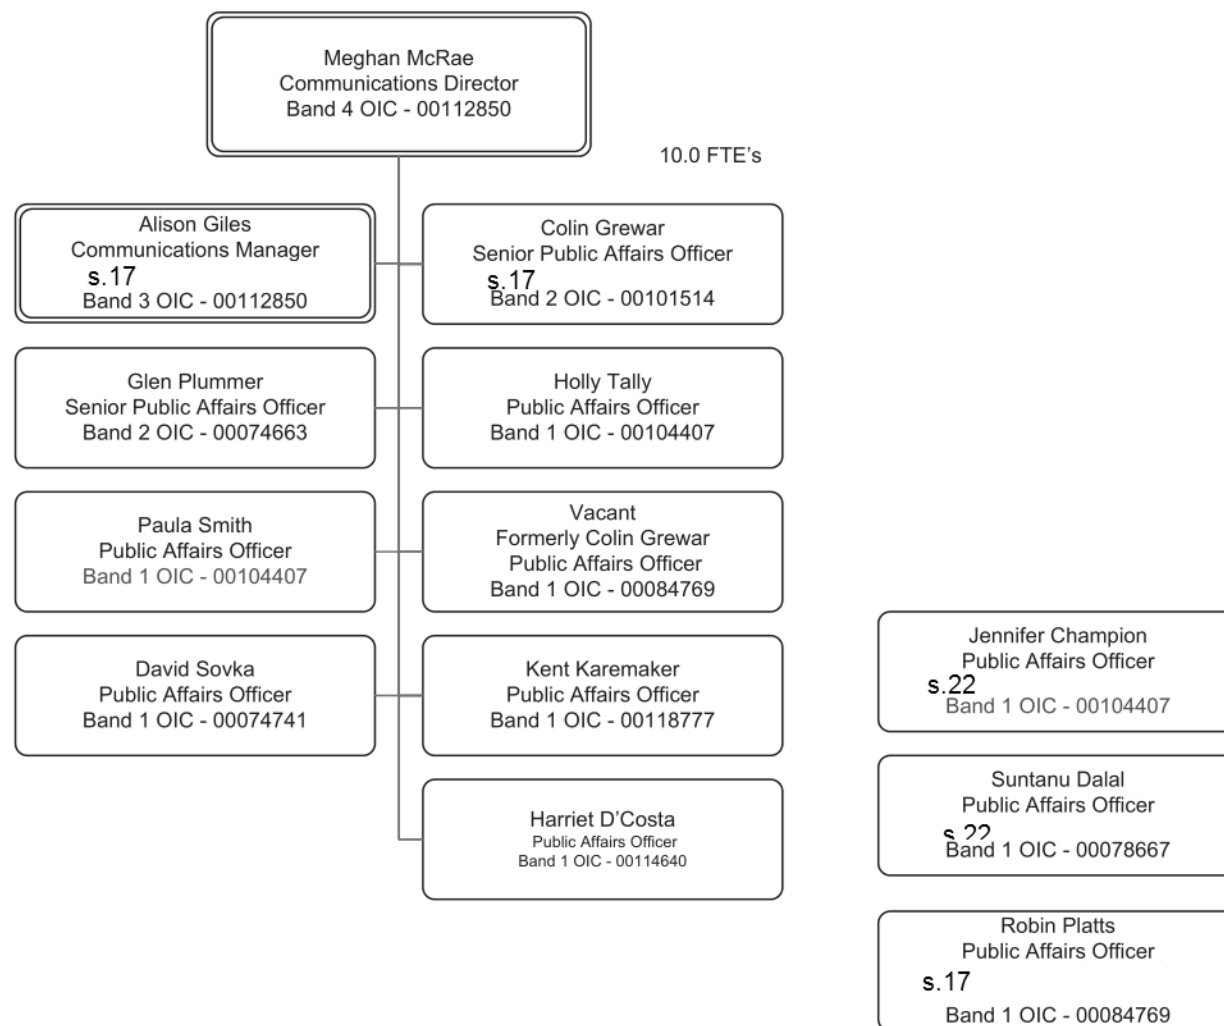 Meghan McRae
Communications Director
Band 4 OIC - 00112850
10.0 FTE's
Alison Giles
Communications Manager
s.17
Band 3 OIC - 00112850
Colin Grewar
Senior Public Affairs Officer
s.17
Band 2 OIC - 00101514
Glen Plummer
Senior Public Affairs Officer
Band 2 OIC - 00074663
Holly Tally
Public Affairs Officer
Band 1 OIC - 00104407
Paula Smith
Public Affairs Officer
Band 1 OIC - 00104407
Vacant
Formerly Colin Grewar
Public Affairs Officer
Band 1 OIC - 00084769
David Sovka
Public Affairs Officer
Band 1 OIC - 00074741
Kent Karemaker
Public Affairs Officer
Band 1 OIC - 00118777
Harriet D'Costa
Public Affairs Officer
Band 1 OIC - 00114640
Jennifer Champion
Public Affairs Officer
s.22
Band 1 OIC - 00104407
Suntanu Dalal
Public Affairs Officer
s.22
Band 1 OIC - 00078667
Robin Platts
Public Affairs Officer
s.17
Band 1 OIC - 00084769